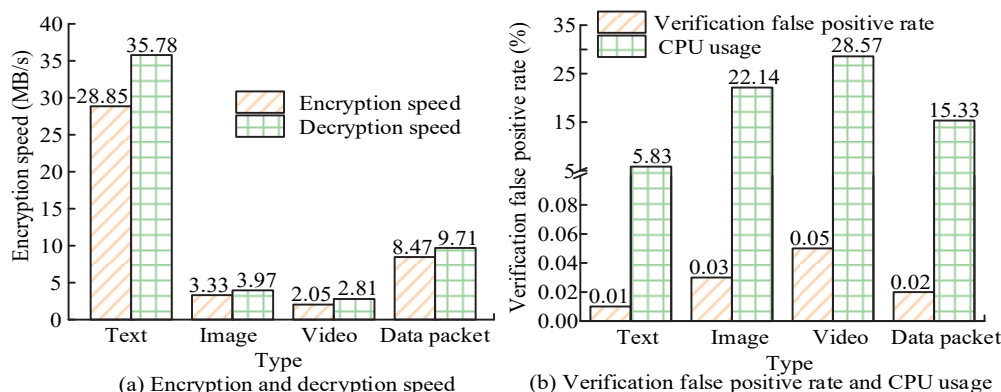 40
35
30
25
20
15
10
5
0
Encryption speed (MB/s)
28.85
35.78
3.33
3.97
2.05
2.81
8.47
9.71
Encryption speed
Decryption speed
Text
Image
Video
Data packet
Type
(a) Encryption and decryption speed
35
25
15
5
0.08
0.06
0.04
0.02
0.00
Verification false positive rate (%)
Verification false positive rate
CPU usage
0.01
5.83
0.03
22.14
0.05
28.57
0.02
15.33
Text
Image
Video
Data packet
Type
(b) Verification false positive rate and CPU usage